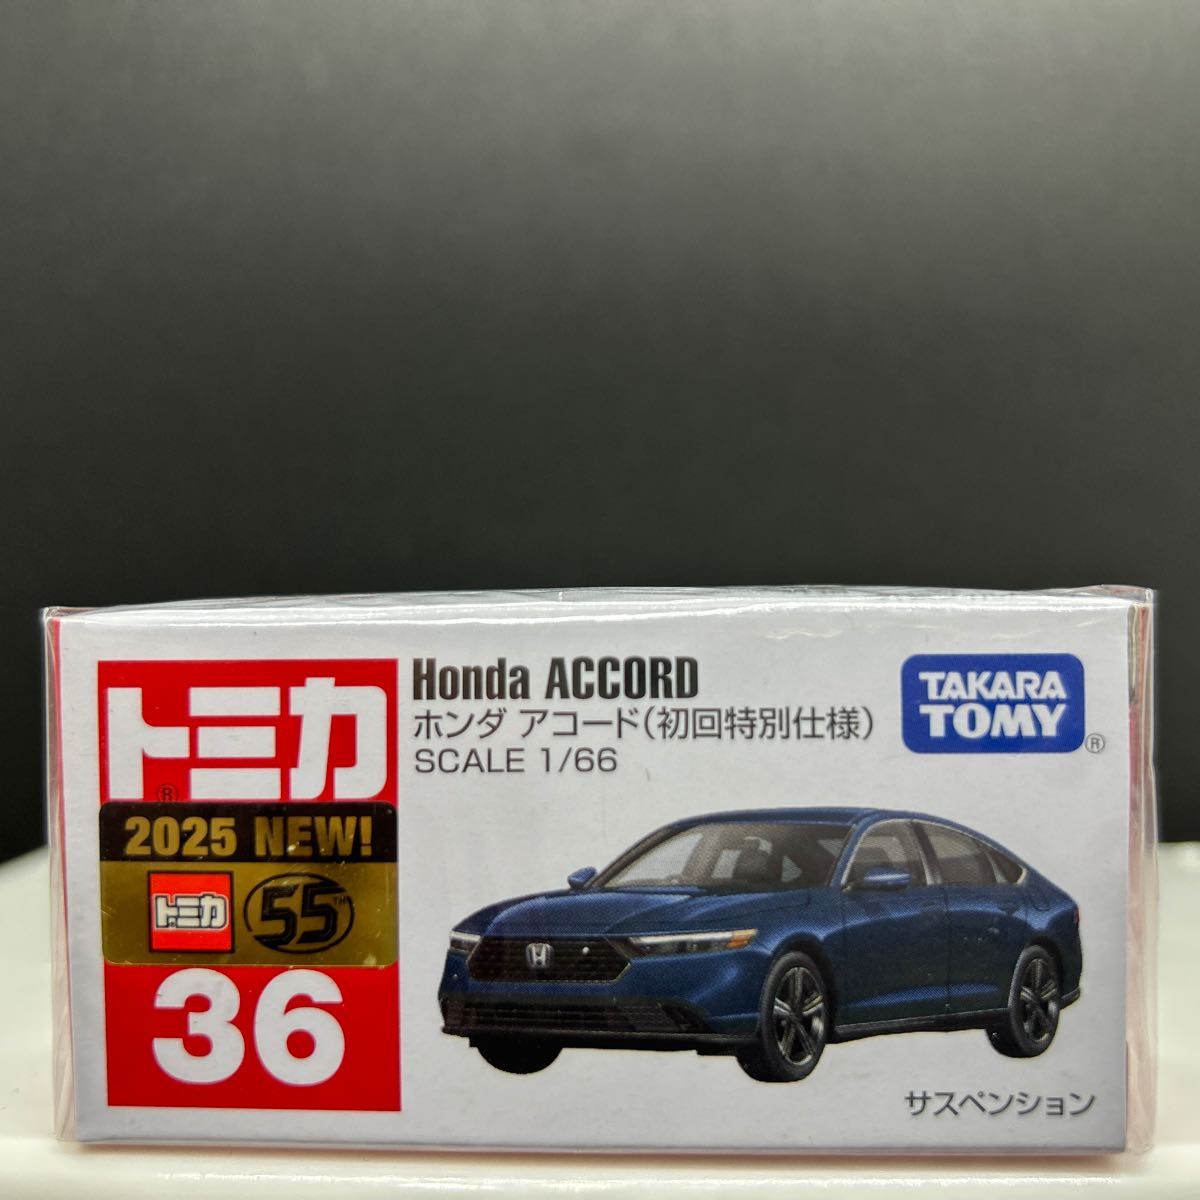 トミカ
®
2025 NEW!
トミカ 55TH
36
Honda ACCORD
ホンダ アコード(初回特別仕様)
SCALE 1/66
TAKARA
TOMY
®
サスペンション